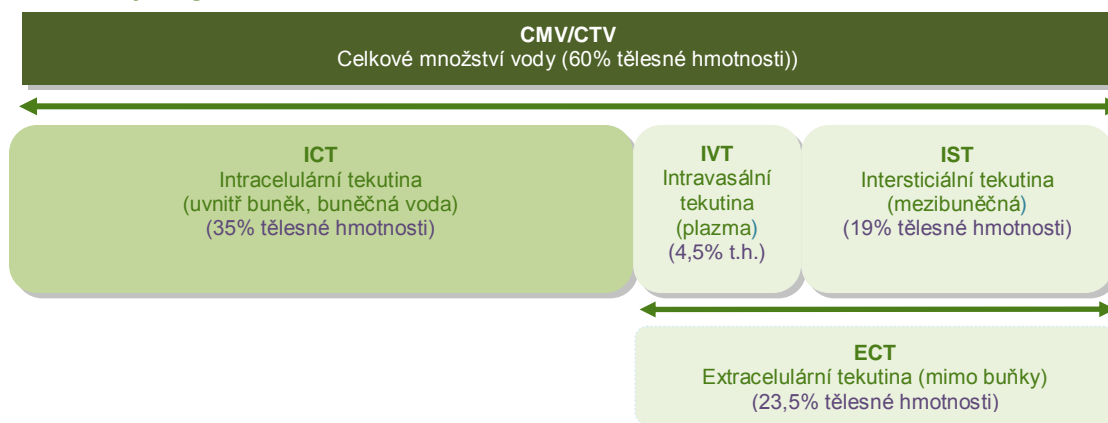 CMV/CTV
Celkové množství vody (60% tělesné hmotnosti))
ICT
Intracelulární tekutina
(uvnitř buněk, buněčná voda)
(35% tělesné hmotnosti)
IVT
Intravasální
tekutina
(plazma)
(4,5% t.h.)
IST
Intersticiální tekutina
(mezibuněčná)
(19% tělesné hmotnosti)
ECT
Extracelulární tekutina (mimo buňky)
(23,5% tělesné hmotnosti)